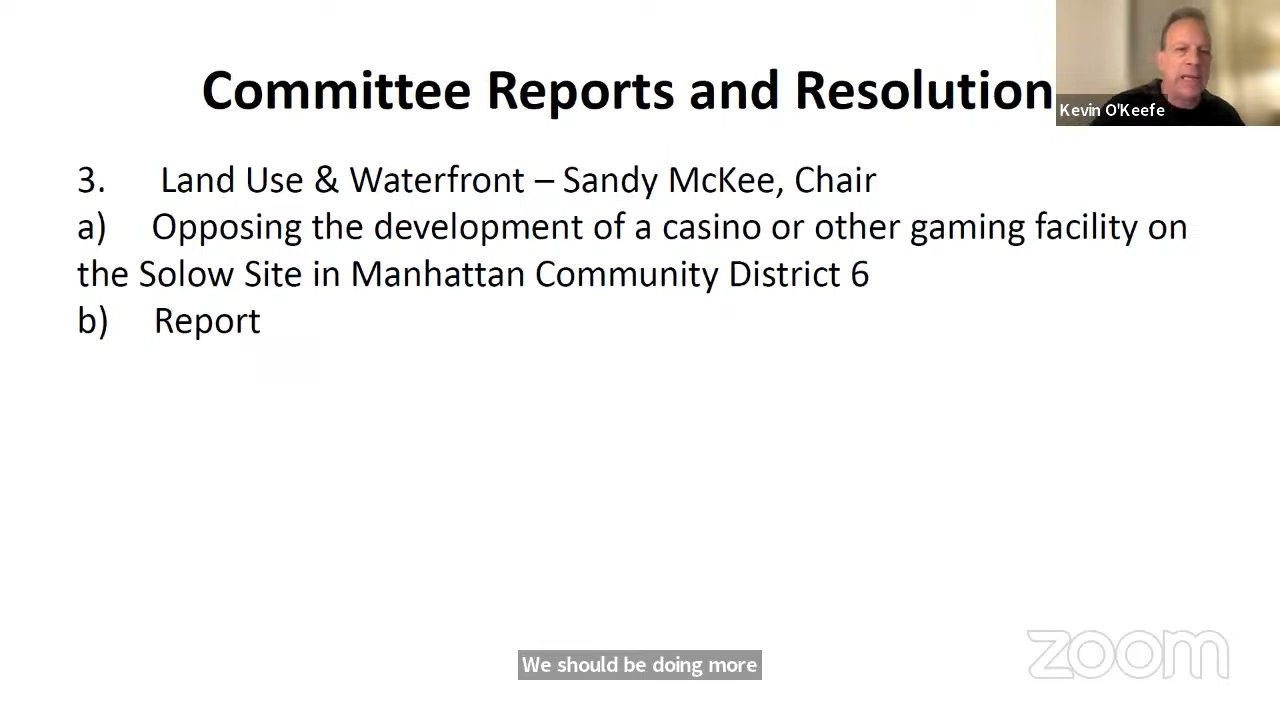 Committee Reports and Resolution
Kevin O'Keefe
3. Land Use & Waterfront – Sandy McKee, Chair
a) Opposing the development of a casino or other gaming facility on
the Solow Site in Manhattan Community District 6
b) Report
We should be doing more
zoom